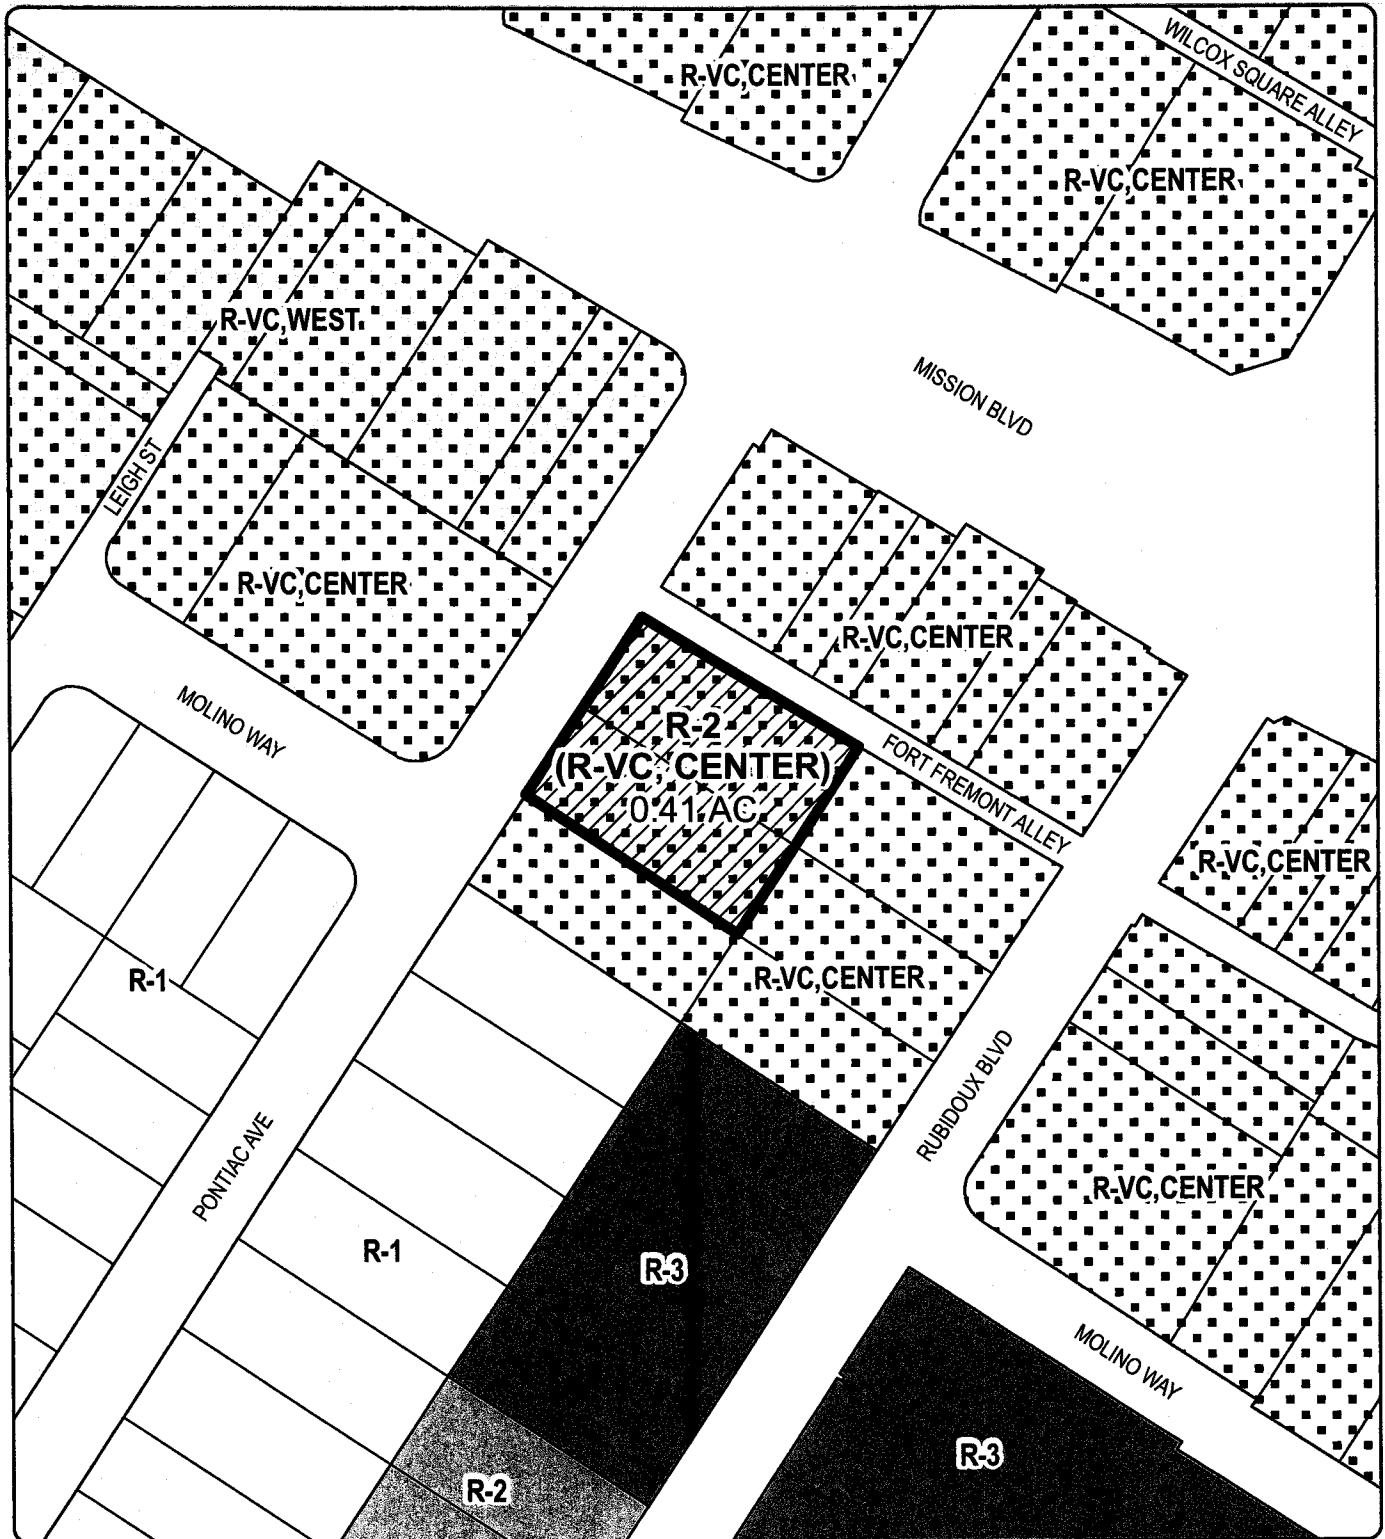 R-VC,CENTER
WILCOX SQUARE ALLEY
R-VC,CENTER
R-VC,WEST
MISSION BLVD
LEIGH ST
R-VC,CENTER
R-VC,CENTER
MOLINO WAY
R-2
(R-VC, CENTER)
0.41 AC
FORT FREMONT ALLEY
R-VC,CENTER
R-1
R-VC,CENTER
RUBIDOUX BLVD
PONTIAC AVE
R-VC,CENTER
R-1
R-3
MOLINO WAY
R-3
R-2